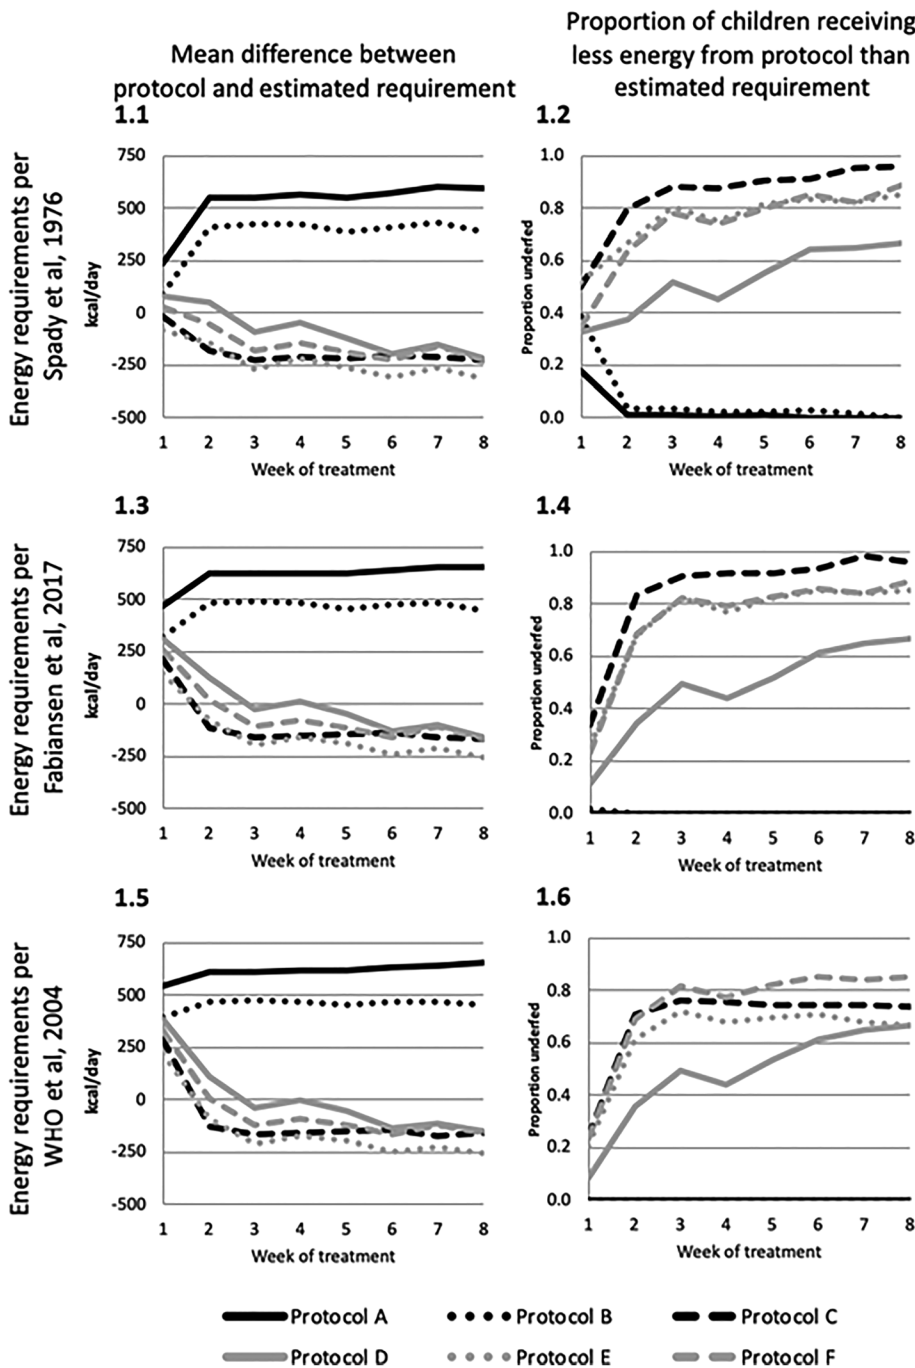 Mean difference between
protocol and estimated requirement
Proportion of children receiving
less energy from protocol than
estimated requirement
Energy requirements per
Spady et al, 1976
1.1
750
500
250
0
-250
-500
kcal/day
1 2 3 4 5 6 7 8
Week of treatment
1.2
1.0
0.8
0.6
0.4
0.2
0.0
Proportion underfed
1 2 3 4 5 6 7 8
Week of treatment
Energy requirements per
Fabiansen et al, 2017
1.3
750
500
250
0
-250
-500
kcal/day
1 2 3 4 5 6 7 8
Week of treatment
1.4
1.0
0.8
0.6
0.4
0.2
0.0
Proportion underfed
1 2 3 4 5 6 7 8
Week of treatment
Energy requirements per
WHO et al, 2004
1.5
750
500
250
0
-250
-500
kcal/day
1 2 3 4 5 6 7 8
Week of treatment
1.6
1.0
0.8
0.6
0.4
0.2
0.0
Proportion underfed
1 2 3 4 5 6 7 8
Week of treatment
Protocol A Protocol B Protocol C
Protocol D Protocol E Protocol F